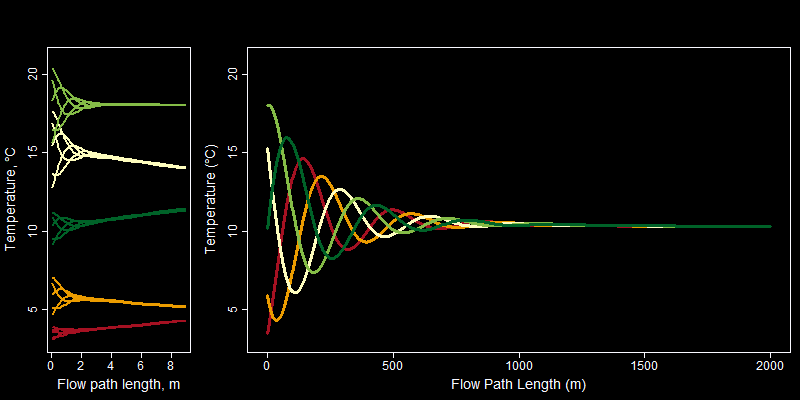 Temperature, °C
20
15
10
5
0 2 4 6 8
Flow path length, m
Temperature (°C)
20
15
10
5
0 500 1000 1500 2000
Flow Path Length (m)